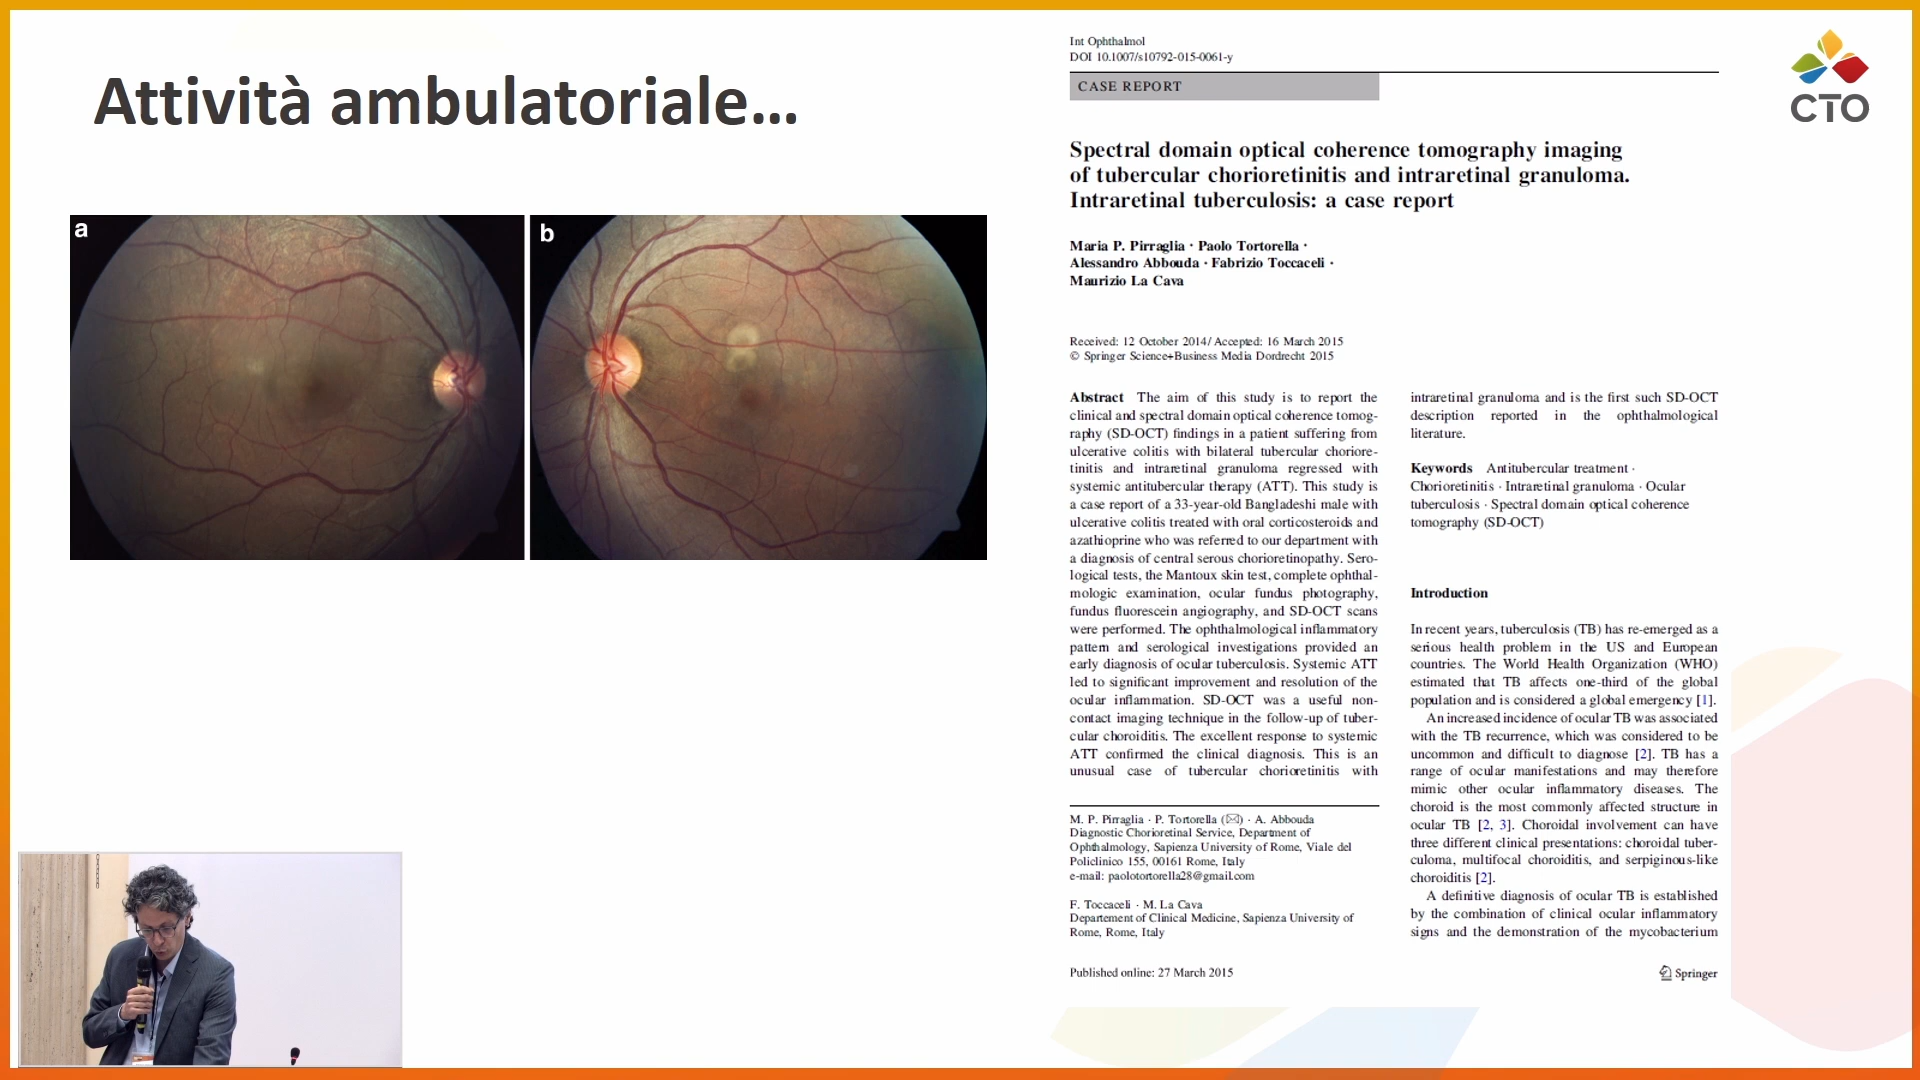 Attività ambulatoriale...
a
b
Int Ophthalmol
DOI 10.1007/s10792-015-0061-y
CASE REPORT
Spectral domain optical coherence tomography imaging
of tubercular chorioretinitis and intraretinal granuloma.
Intraretinal tuberculosis: a case report
Maria P. Pirraglia · Paolo Tortorella ·
Alessandro Abbouda · Fabrizio Toccaceli ·
Maurizio La Cava
Received: 12 October 2014 / Accepted: 16 March 2015
© Springer Science+Business Media Dordrecht 2015
Abstract The aim of this study is to report the
clinical and spectral domain optical coherence tomog-
raphy (SD-OCT) findings in a patient suffering from
ulcerative colitis with bilateral tubercular choriore-
tinitis and intraretinal granuloma regressed with
systemic antitubercular therapy (ATT). This study is
a case report of a 33-year-old Bangladeshi male with
ulcerative colitis treated with oral corticosteroids and
azathioprine who was referred to our department with
a diagnosis of central serous chorioretinopathy. Sero-
logical tests, the Mantoux skin test, complete ophthal-
mologic examination, ocular fundus photography,
fundus fluorescein angiography, and SD-OCT scans
were performed. The ophthalmological inflammatory
pattern and serological investigations provided an
early diagnosis of ocular tuberculosis. Systemic ATT
led to significant improvement and resolution of the
ocular inflammation. SD-OCT was a useful non-
contact imaging technique in the follow-up of tuber-
cular choroiditis. The excellent response to systemic
ATT confirmed the clinical diagnosis. This is an
unusual case of tubercular chorioretinitis with
intraretinal granuloma and is the first such SD-OCT
description reported in the ophthalmological
literature.
Keywords Antitubercular treatment ·
Chorioretinitis · Intraretinal granuloma · Ocular
tuberculosis · Spectral domain optical coherence
tomography (SD-OCT)
Introduction
In recent years, tuberculosis (TB) has re-emerged as a
serious health problem in the US and European
countries. The World Health Organization (WHO)
estimated that TB affects one-third of the global
population and is considered a global emergency [1].
An increased incidence of ocular TB was associated
with the TB recurrence, which was considered to be
uncommon and difficult to diagnose [2]. TB has a
range of ocular manifestations and may therefore
mimic other ocular inflammatory diseases. The
choroid is the most commonly affected structure in
ocular TB [2, 3]. Choroidal involvement can have
three different clinical presentations: choroidal tuber-
culoma, multifocal choroiditis, and serpiginous-like
choroiditis [2].
A definitive diagnosis of ocular TB is established
by the combination of clinical ocular inflammatory
signs and the demonstration of the mycobacterium
M. P. Pirraglia · P. Tortorella (✉) · A. Abbouda
Diagnostic Chorioretinal Service, Department of
Ophthalmology, Sapienza University of Rome, Viale del
Policlinico 155, 00161 Rome, Italy
e-mail: paolotortorella28@gmail.com
F. Toccaceli · M. La Cava
Departement of Clinical Medicine, Sapienza University of
Rome, Rome, Italy
Published online: 27 March 2015
Springer
CTO